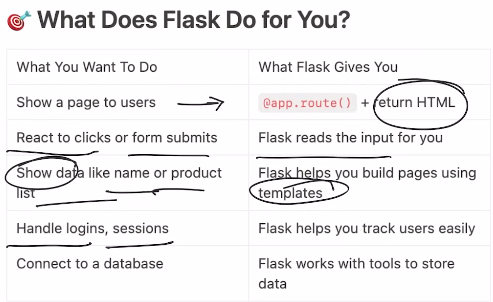 🎯 What Does Flask Do for You?
What You Want To Do
What Flask Gives You
Show a page to users
@app.route() + return HTML
React to clicks or form submits
Flask reads the input for you
Show data like name or product
list
Flask helps you build pages using
templates
Handle logins, sessions
Flask helps you track users easily
Connect to a database
Flask works with tools to store
data